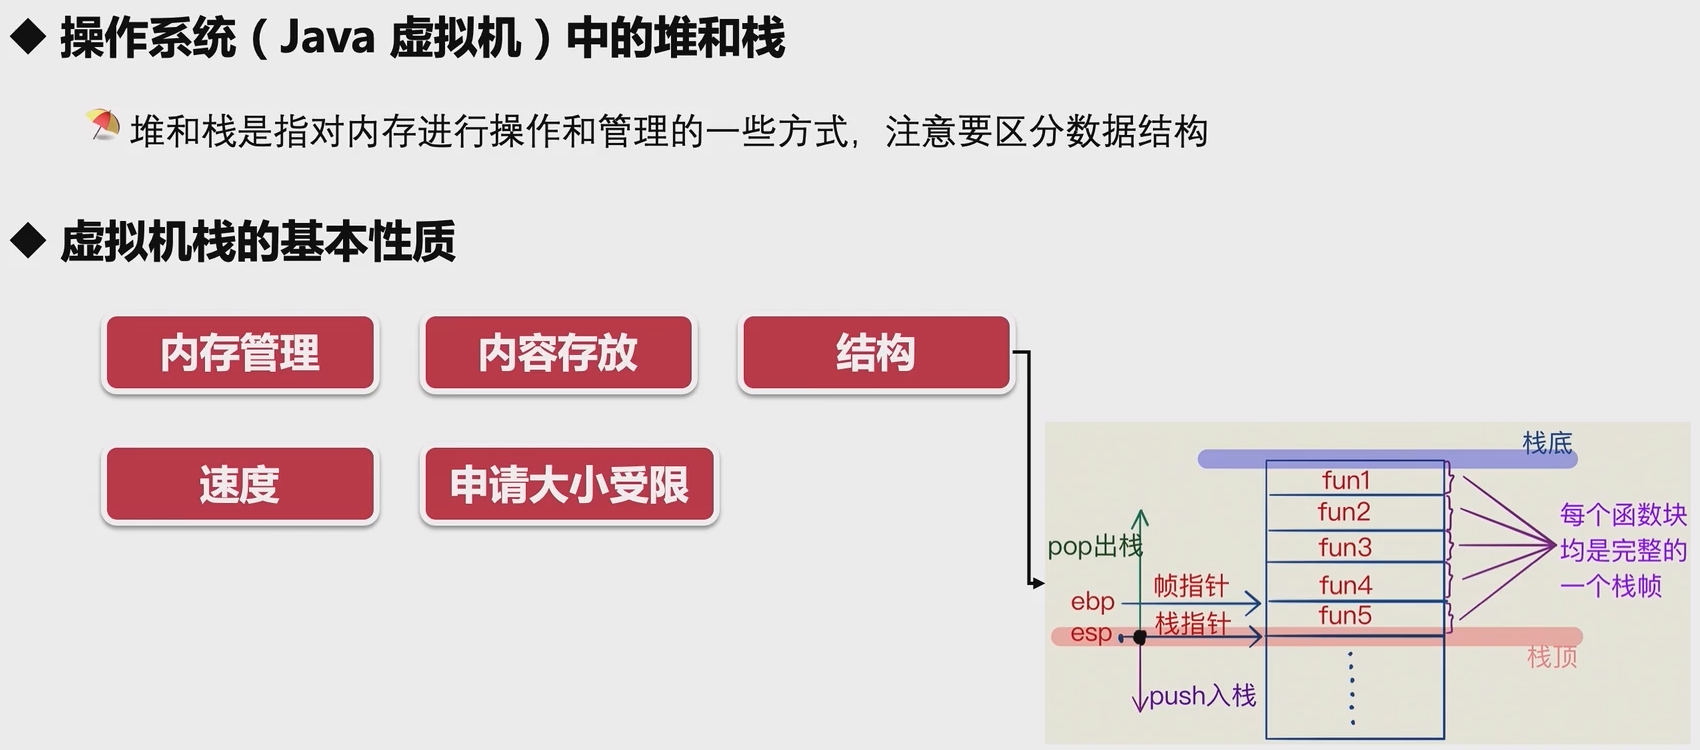 操作系统（Java 虚拟机）中的堆和栈
堆和栈是指对内存进行操作和管理的一些方式，注意要区分数据结构
虚拟机栈的基本性质
内存管理
内容存放
结构
速度
申请大小受限
栈底
fun1
fun2
fun3
fun4
fun5
每个函数块
均是完整的
一个栈帧
pop出栈
帧指针
ebp
栈指针
esp
栈顶
push入栈